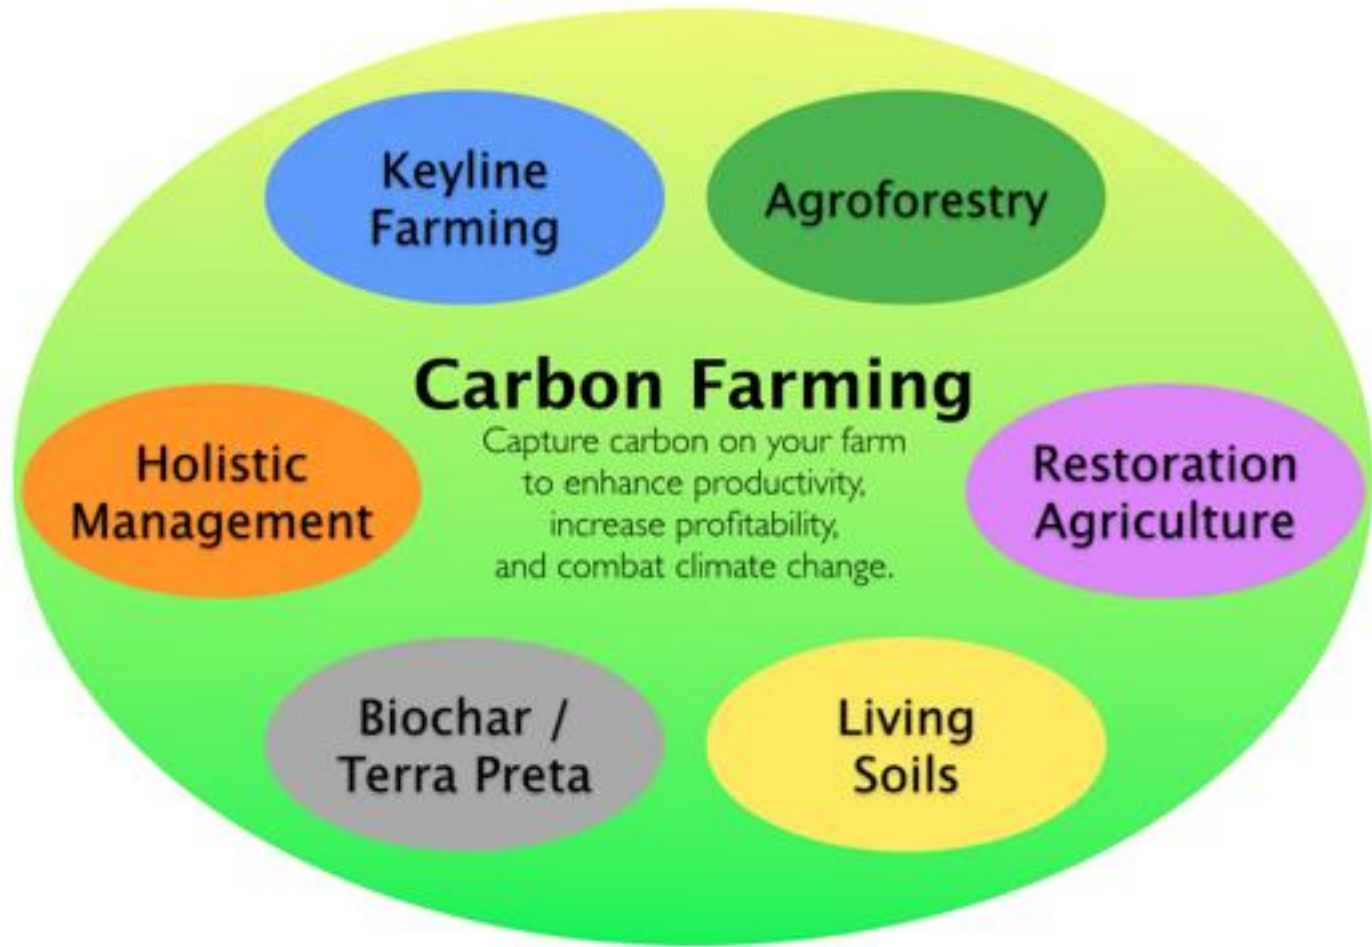 Keyline
Farming
Agroforestry
Carbon Farming
Capture carbon on your farm
to enhance productivity,
increase profitability,
and combat climate change.
Holistic
Management
Restoration
Agriculture
Biochar /
Terra Preta
Living
Soils